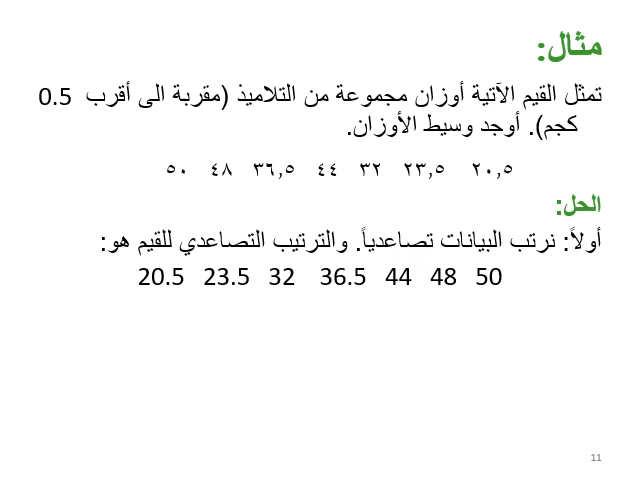 مثال:
تمثل القيم الآتية أوزان مجموعة من التلاميذ (مقربة الى أقرب 0.5
كجم). أوجد وسيط الأوزان.
٢٠,٥ ٢٣,٥ ٣٢ ٤٤ ٣٦,٥ ٤٨ ٥٠
الحل:
أولاً: نرتب البيانات تصاعدياً. والترتيب التصاعدي للقيم هو:
20.5 23.5 32 36.5 44 48 50
11